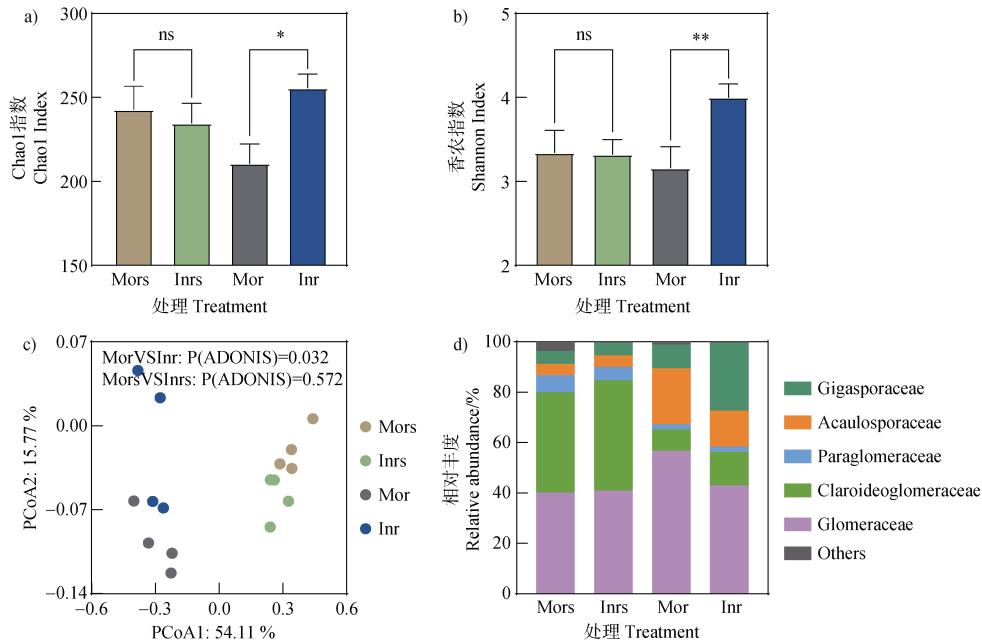 a)
300
250
200
150
Chao1指数
Chao1 Index
ns
*
Mors
Inrs
Mor
Inr
处理 Treatment
b)
5
4
3
2
香农指数
Shannon Index
ns
**
Mors
Inrs
Mor
Inr
处理 Treatment
c)
0.07
0.00
−0.07
−0.14
PCoA2: 15.77 %
MorVSInr: P(ADONIS)=0.032
MorsVSInrs: P(ADONIS)=0.572
−0.6
−0.3
0.0
0.3
0.6
PCoA1: 54.11 %
Mors
Inrs
Mor
Inr
d)
100
80
60
40
20
0
相对丰度
Relative abundance/%
Mors
Inrs
Mor
Inr
处理 Treatment
Gigasporaceae
Acaulosporaceae
Paraglomeraceae
Claroideoglomeraceae
Glomeraceae
Others